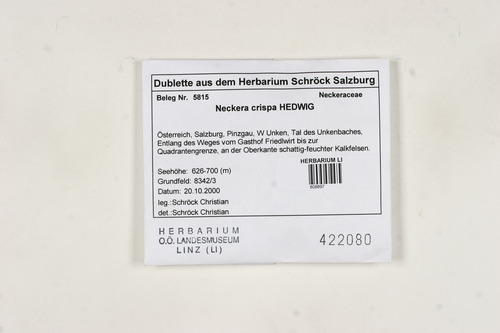 Dublette aus dem Herbarium Schröck Salzburg
Beleg Nr. 5815 Neckeraceae
Neckera crispa HEDWIG
Österreich, Salzburg, Pinzgau, W Unken, Tal des Unkenbaches,
Entlang des Weges vom Gasthof Friedlwirt bis zur
Quadrantengrenze, an der Oberkante schattig-feuchter Kalkfelsen.
HERBARIUM LI
Seehöhe: 626-700 (m)
Grundfeld: 8342/3
Datum: 20.10.2000
leg.:Schröck Christian
det.:Schröck Christian
HERBARIUM
O.Ö. LANDESMUSEUM
LINZ (LI)
422080